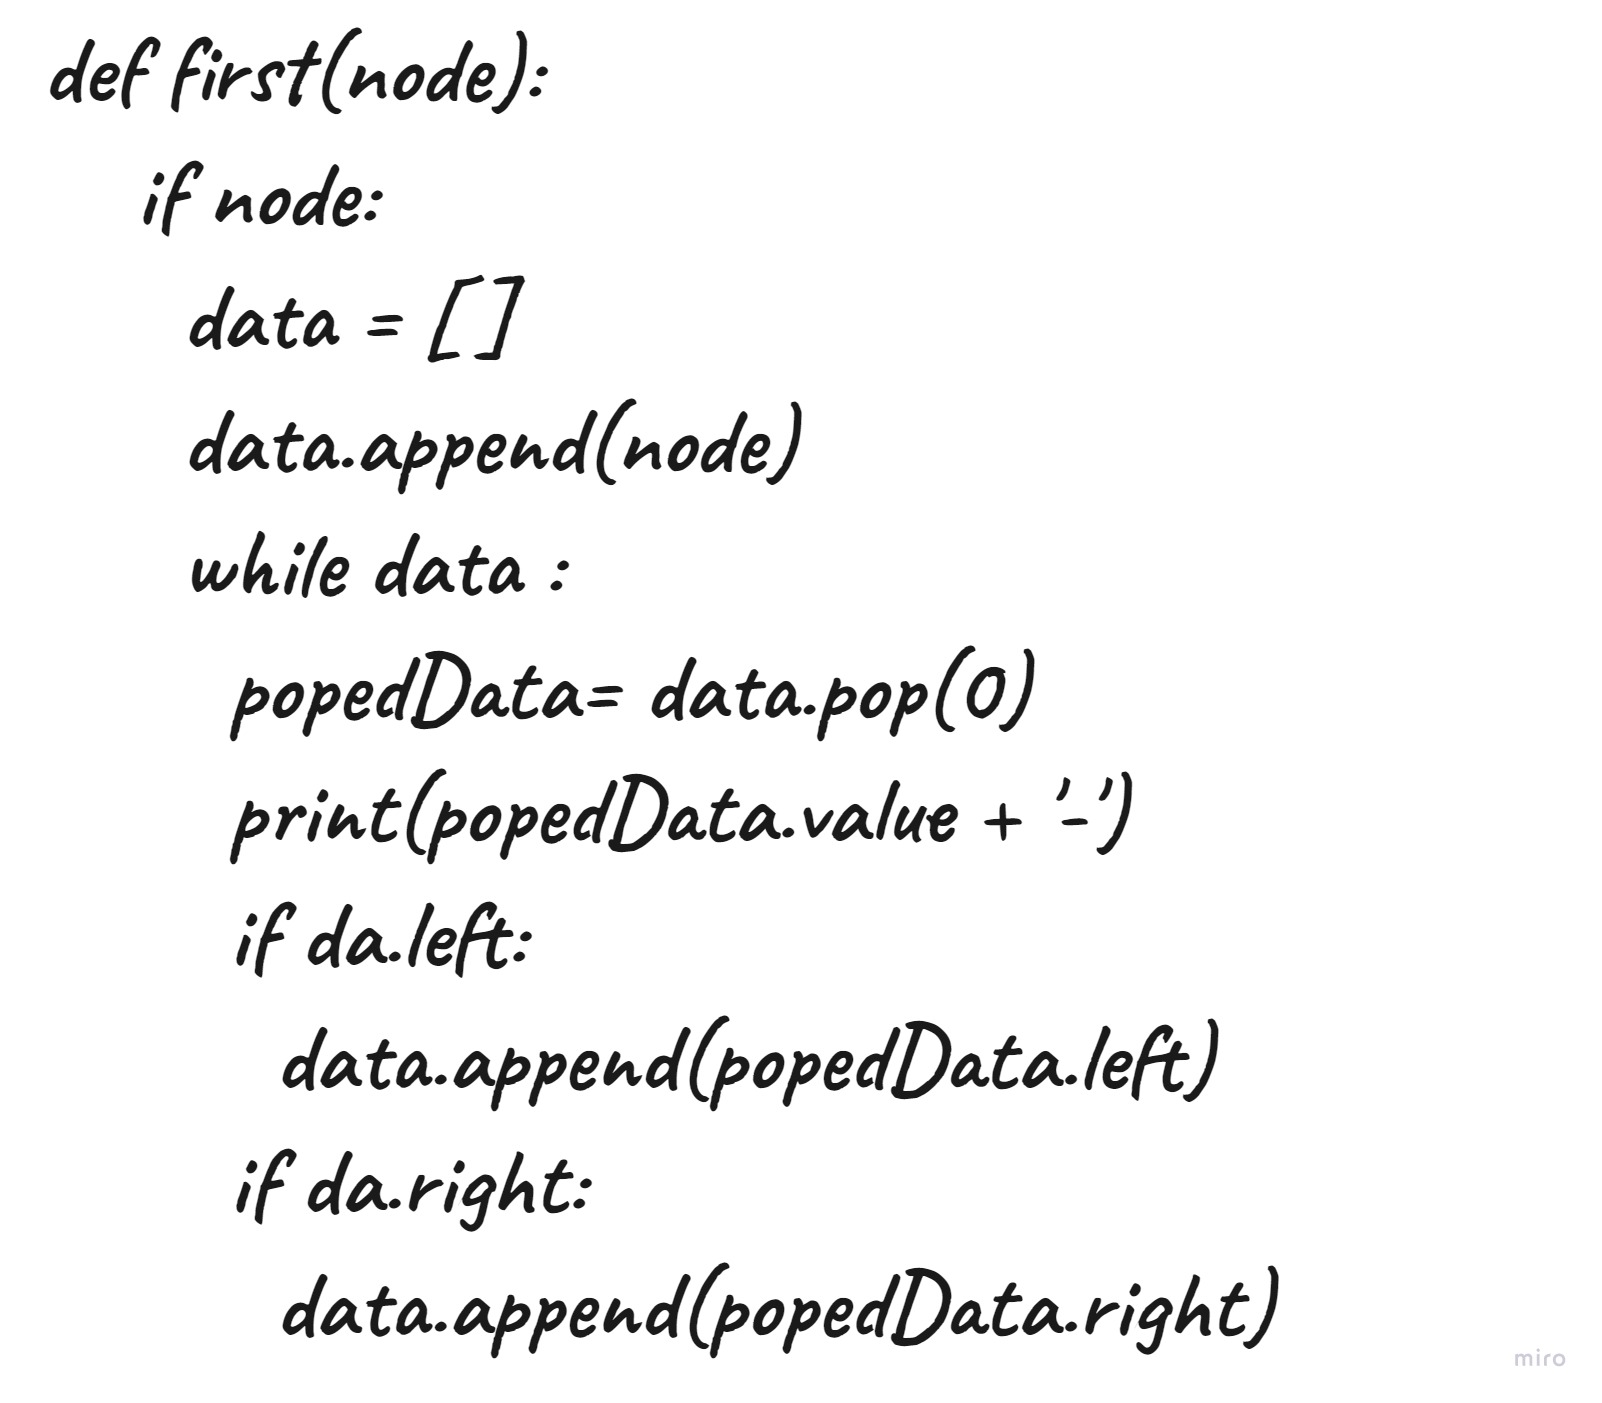 def first(node):
if node:
data = []
data.append(node)
while data :
popedData= data.pop(0)
print(popedData.value + '-')
if da.left:
data.append(popedData.left)
if da.right:
data.append(popedData.right)
miro